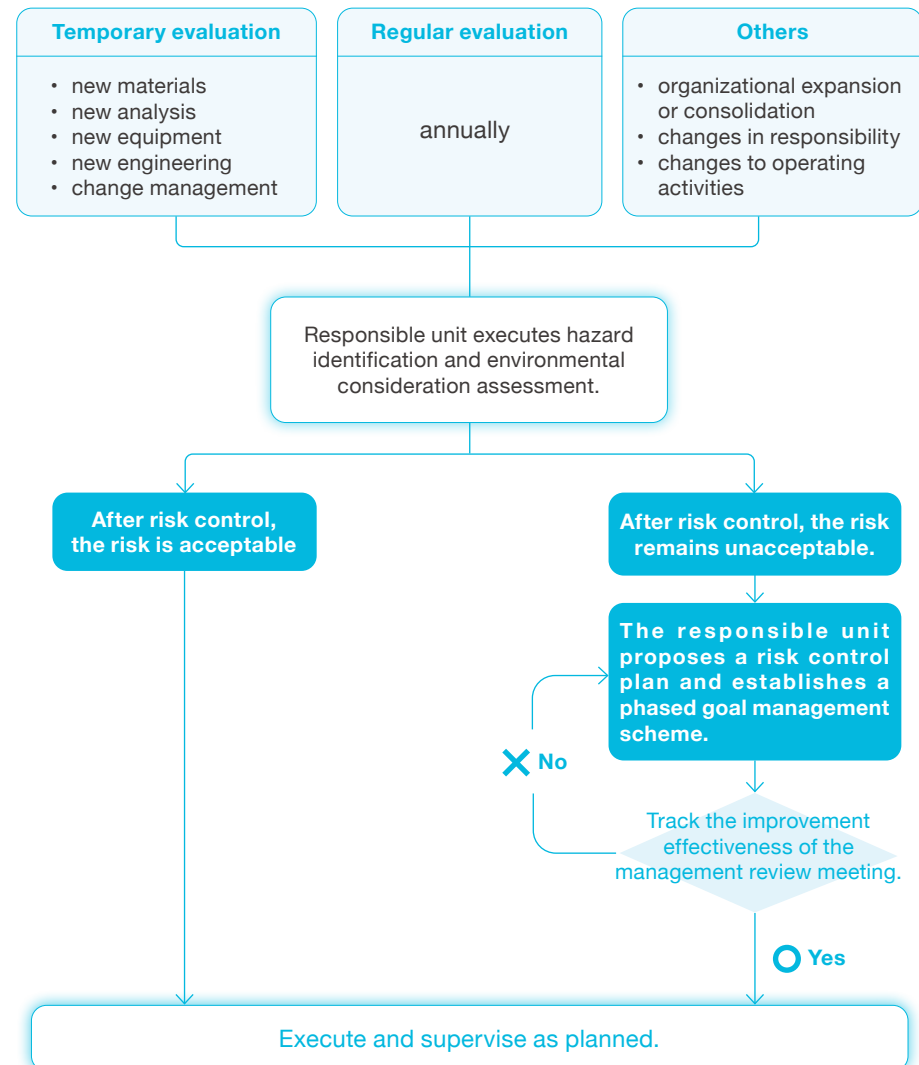 Temporary evaluation
• new materials
• new analysis
• new equipment
• new engineering
• change management
Regular evaluation
annually
Others
• organizational expansion
or consolidation
• changes in responsibility
• changes to operating
activities
Responsible unit executes hazard
identification and environmental
consideration assessment.
After risk control,
the risk is acceptable
After risk control, the risk
remains unacceptable.
The responsible unit
proposes a risk control
plan and establishes a
phased goal management
scheme.
No
Track the improvement
effectiveness of the
management review meeting.
Yes
Execute and supervise as planned.